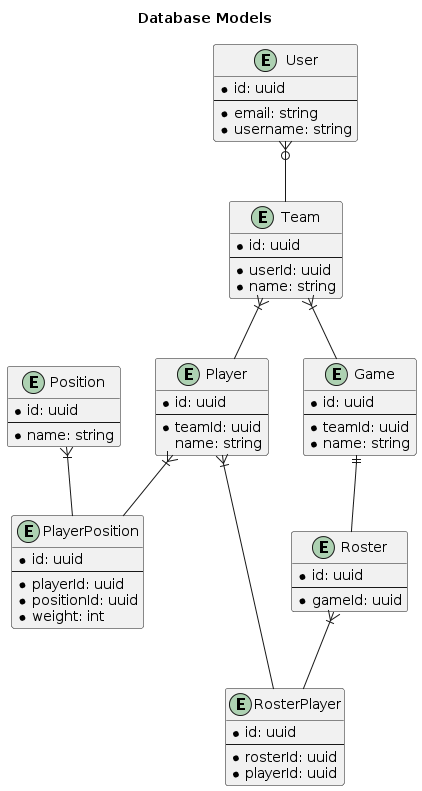 Database Models
E User
* id: uuid
* email: string
* username: string
E Team
* id: uuid
* userId: uuid
* name: string
E Position
* id: uuid
* name: string
E Player
* id: uuid
* teamId: uuid
name: string
E Game
* id: uuid
* teamId: uuid
* name: string
E PlayerPosition
* id: uuid
* playerId: uuid
* positionId: uuid
* weight: int
E Roster
* id: uuid
* gameId: uuid
E RosterPlayer
* id: uuid
* rosterId: uuid
* playerId: uuid